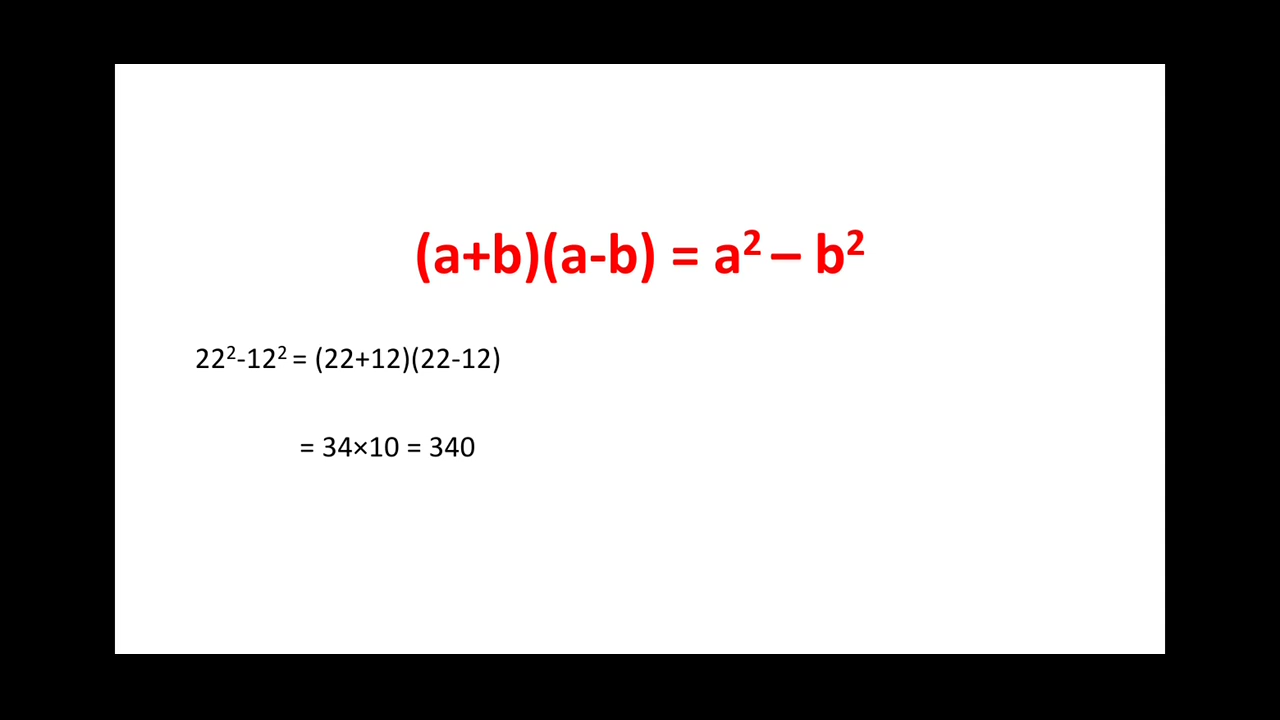 (a+b)(a-b) = a² – b²
22²-12² = (22+12)(22-12)
= 34×10 = 340